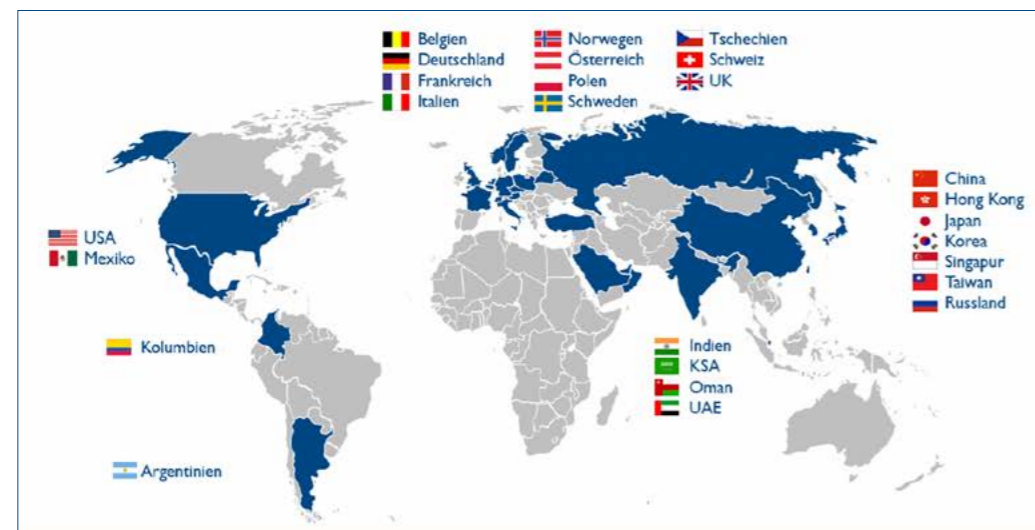 Belgien
Deutschland
Frankreich
Italien
Norwegen
Österreich
Polen
Schweden
Tschechien
Schweiz
UK
USA
Mexiko
Kolumbien
Argentinien
China
Hong Kong
Japan
Korea
Singapur
Taiwan
Russland
Indien
KSA
Oman
UAE